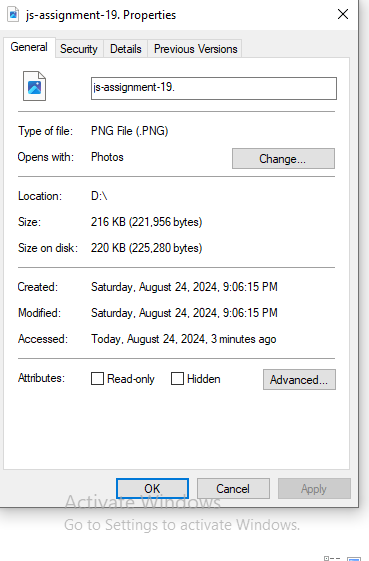 js-assignment-19. Properties
General Security Details Previous Versions
js-assignment-19.
Type of file: PNG File (.PNG)
Opens with: Photos Change...
Location: D:\
Size: 216 KB (221,956 bytes)
Size on disk: 220 KB (225,280 bytes)
Created: Saturday, August 24, 2024, 9:06:15 PM
Modified: Saturday, August 24, 2024, 9:06:15 PM
Accessed: Today, August 24, 2024, 3 minutes ago
Attributes: Read-only Hidden Advanced...
OK Cancel Apply
Activate Windows
Go to Settings to activate Windows.